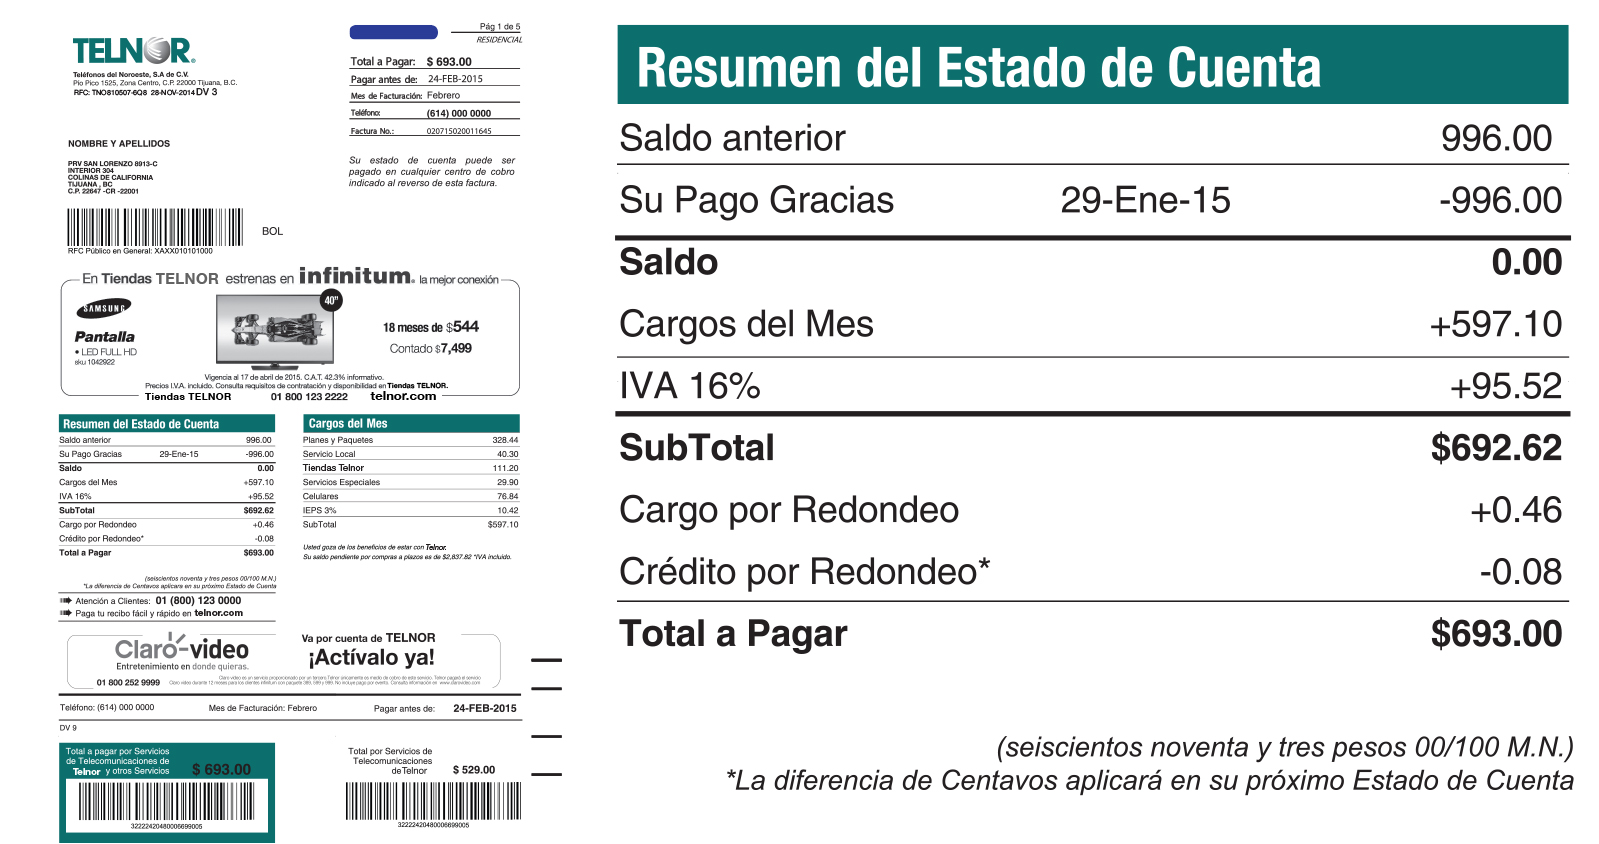 TELNOR®
Teléfonos del Noroeste, S.A de C.V.
Pío Pico 1525, Zona Centro, C.P. 22000 Tijuana, B.C.
RFC: TNO810507-6Q8 28-NOV-2014 DV 3
Pág 1 de 5
RESIDENCIAL
Total a Pagar: $ 693.00
Pagar antes de: 24-FEB-2015
Mes de Facturación: Febrero
Teléfono: (614) 000 0000
Factura No.: 020715020011645
Su estado de cuenta puede ser
pagado en cualquier centro de cobro
indicado al reverso de esta factura.
NOMBRE Y APELLIDOS
PRV SAN LORENZO 8913-C
INTERIOR 304
COLINAS DE CALIFORNIA
TIJUANA , BC
C.P. 22647 -CR -22001
BOL
RFC Público en General: XAXX010101000
En Tiendas TELNOR estrenas en infinitum. la mejor conexión
SAMSUNG
Pantalla
• LED FULL HD
sku 1042922
40"
18 meses de $544
Contado $7,499
Vigencia al 17 de abril de 2015. C.A.T. 42.3% informativo.
Precios I.V.A. incluido. Consulta requisitos de contratación y disponibilidad en Tiendas TELNOR.
Tiendas TELNOR 01 800 123 2222 telnor.com
Resumen del Estado de Cuenta
Saldo anterior 996.00
Su Pago Gracias 29-Ene-15 -996.00
Saldo 0.00
Cargos del Mes +597.10
IVA 16% +95.52
SubTotal $692.62
Cargo por Redondeo +0.46
Crédito por Redondeo* -0.08
Total a Pagar $693.00
(seiscientos noventa y tres pesos 00/100 M.N.)
*La diferencia de Centavos aplicara en su próximo Estado de Cuenta
Cargos del Mes
Planes y Paquetes 328.44
Servicio Local 40.30
Tiendas Telnor 111.20
Servicios Especiales 29.90
Celulares 76.84
IEPS 3% 10.42
SubTotal $597.10
Usted goza de los beneficios de estar con Telnor.
Su saldo pendiente por compras a plazos es de $2,837.82 *IVA incluido.
Atención a Clientes: 01 (800) 123 0000
Paga tu recibo fácil y rápido en telnor.com
Claro-video
Entretenimiento en donde quieras.
01 800 252 9999
Va por cuenta de TELNOR
¡Actívalo ya!
Teléfono: (614) 000 0000 Mes de Facturación: Febrero Pagar antes de: 24-FEB-2015
DV 9
Total a pagar por Servicios
de Telecomunicaciones de
Telnor y otros Servicios $ 693.00
32222420480006699005
Total por Servicios de
Telecomunicaciones
deTelnor $ 529.00
32222420480006699005
Resumen del Estado de Cuenta
Saldo anterior 996.00
Su Pago Gracias 29-Ene-15 -996.00
Saldo 0.00
Cargos del Mes +597.10
IVA 16% +95.52
SubTotal $692.62
Cargo por Redondeo +0.46
Crédito por Redondeo* -0.08
Total a Pagar $693.00
(seiscientos noventa y tres pesos 00/100 M.N.)
*La diferencia de Centavos aplicará en su próximo Estado de Cuenta